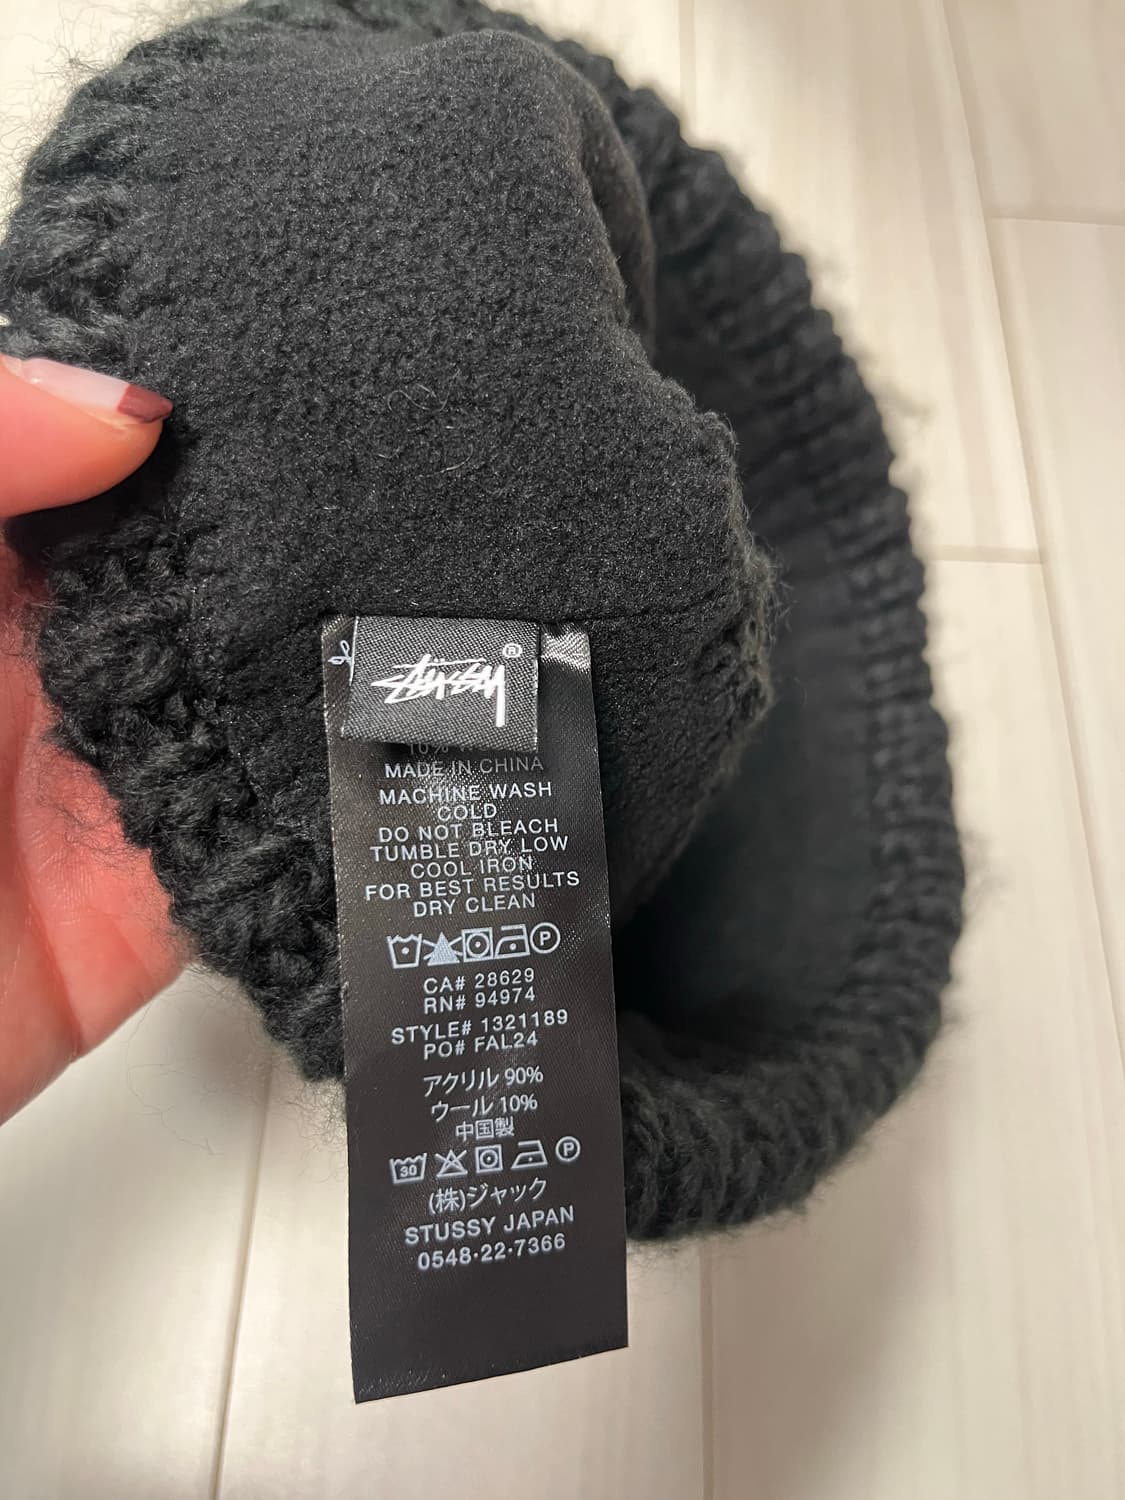 STÜSSY®
10%
MADE IN CHINA
MACHINE WASH
COLD
DO NOT BLEACH
TUMBLE DRY LOW
COOL IRON
FOR BEST RESULTS
DRY CLEAN
P
CA# 28629
RN# 94974
STYLE# 1321189
PO# FAL24
アクリル 90%
ウール 10%
中国製
30 P
(株)ジャック
STUSSY JAPAN
0548·22·7366